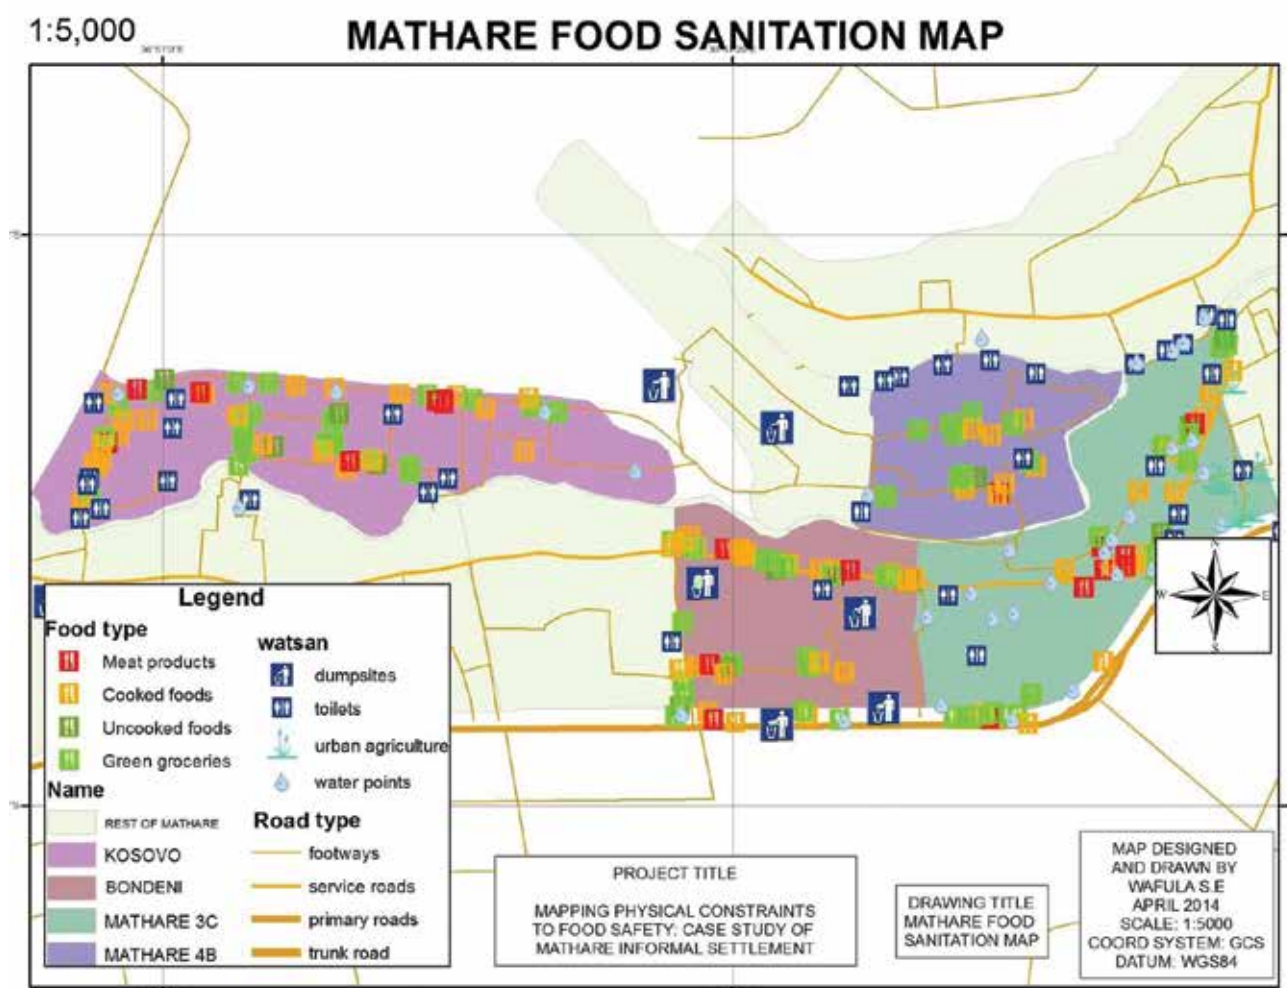 1:5,000
MATHARE FOOD SANITATION MAP
N
W
E
S
Legend
Food type
Meat products
Cooked foods
Uncooked foods
Green groceries
Name
REST OF MATHARE
KOSOVO
BONDENI
MATHARE 3C
MATHARE 4B
watsan
dumpsites
toilets
urban agriculture
water points
Road type
footways
service roads
primary roads
trunk road
PROJECT TITLE
MAPPING PHYSICAL CONSTRAINTS
TO FOOD SAFETY: CASE STUDY OF
MATHARE INFORMAL SETTLEMENT
DRAWING TITLE
MATHARE FOOD
SANITATION MAP
MAP DESIGNED
AND DRAWN BY
WAFULA S.E
APRIL 2014
SCALE: 1:5000
COORD SYSTEM: GCS
DATUM: WGS84